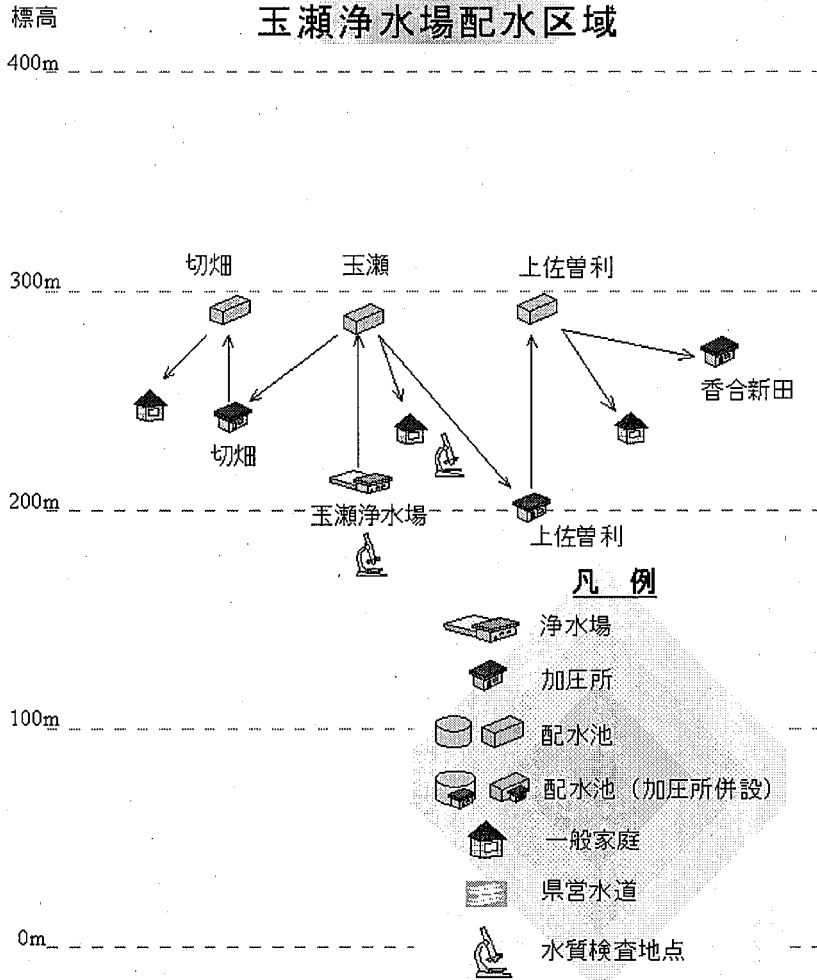 標高
玉瀬浄水場配水区域
400m
切畑
玉瀬
上佐曽利
300m
香合新田
切畑
200m
玉瀬浄水場
上佐曽利
凡 例
浄水場
加圧所
100m
配水池
配水池（加圧所併設）
一般家庭
県営水道
0m
水質検査地点